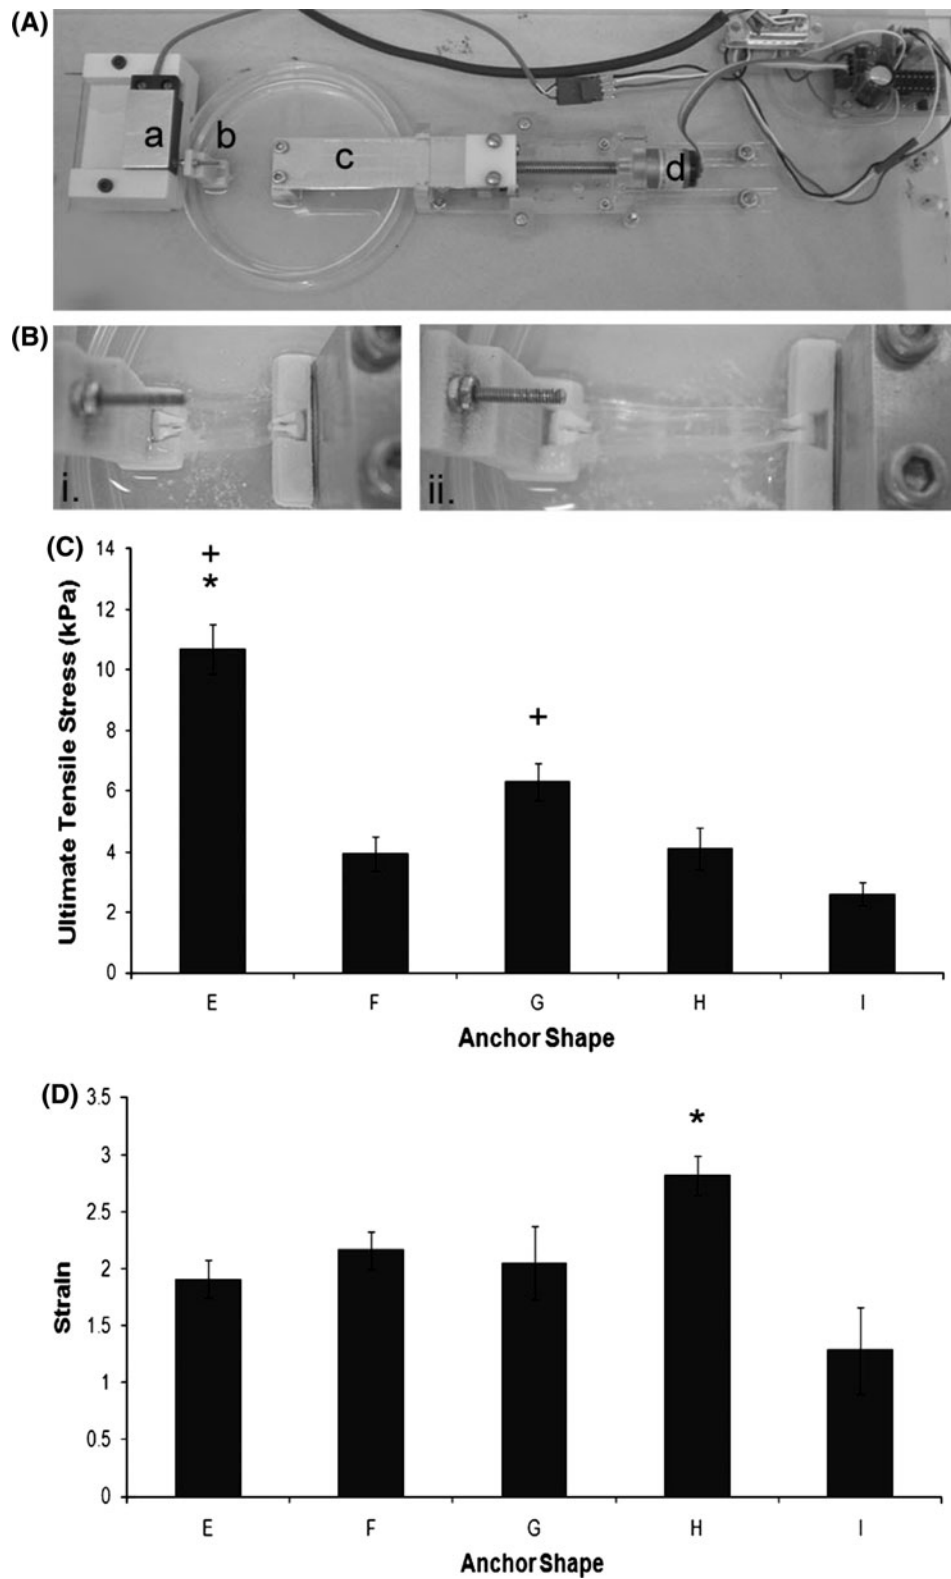 (A)
a
b
c
d
(B)
i.
ii.
(C)
+
*
+
Ultimate Tensile Stress (kPa)
14
12
10
8
6
4
2
0
E F G H I
Anchor Shape
(D)
*
Strain
3.5
3
2.5
2
1.5
1
0.5
0
E F G H I
Anchor Shape